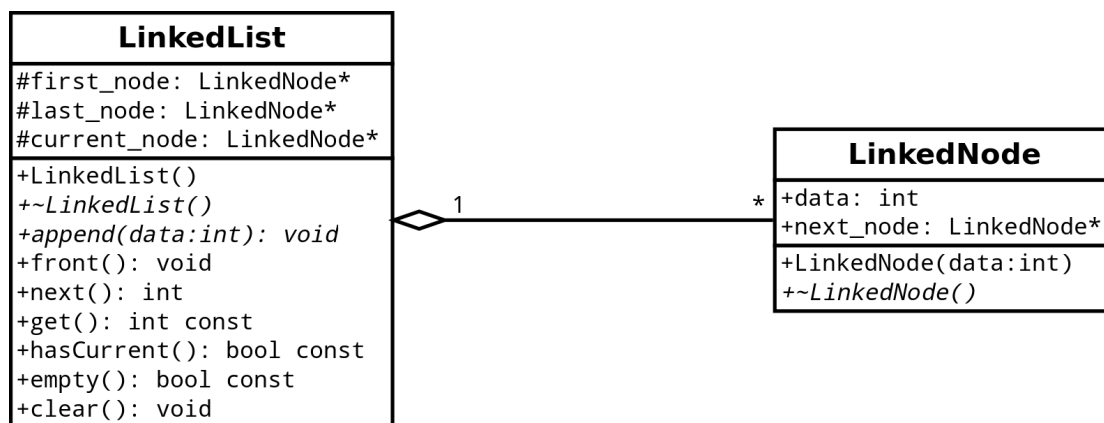 LinkedList
#first_node: LinkedNode*
#last_node: LinkedNode*
#current_node: LinkedNode*
+LinkedList()
+~LinkedList()
+append(data:int): void
+front(): void
+next(): int
+get(): int const
+hasCurrent(): bool const
+empty(): bool const
+clear(): void
1
*
LinkedNode
+data: int
+next_node: LinkedNode*
+LinkedNode(data:int)
+~LinkedNode()